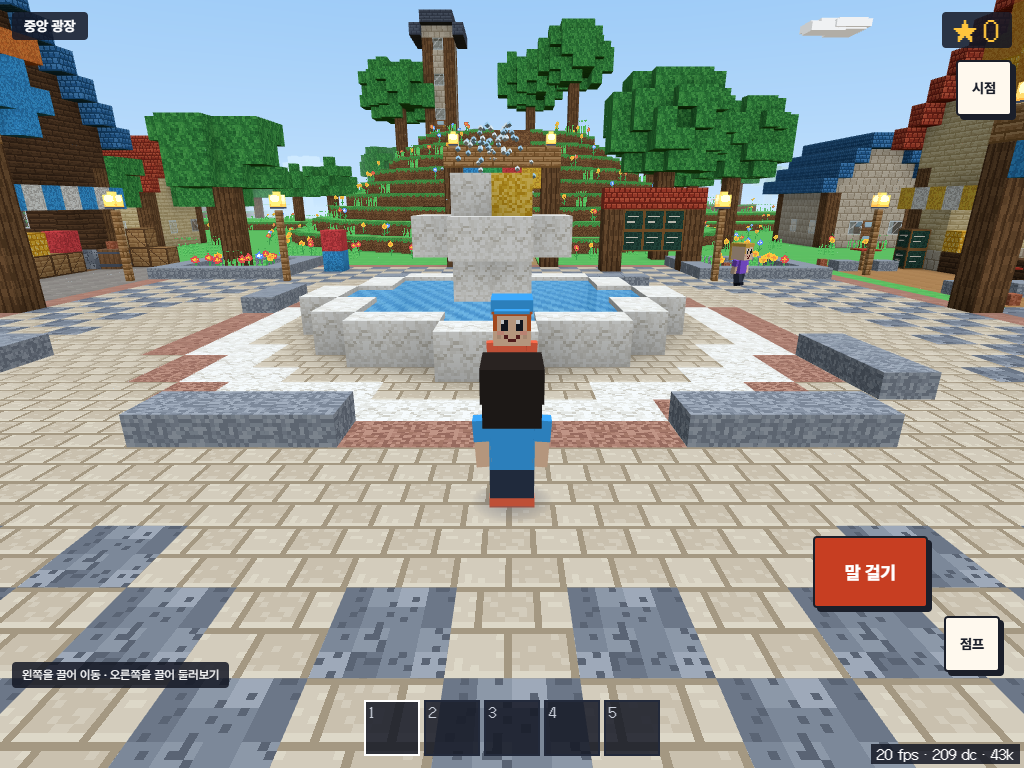 중앙 광장
0
시점
말 걸기
점프
왼쪽을 끌어 이동 · 오른쪽을 끌어 둘러보기
1 2 3 4 5
20 fps · 209 dc · 43k